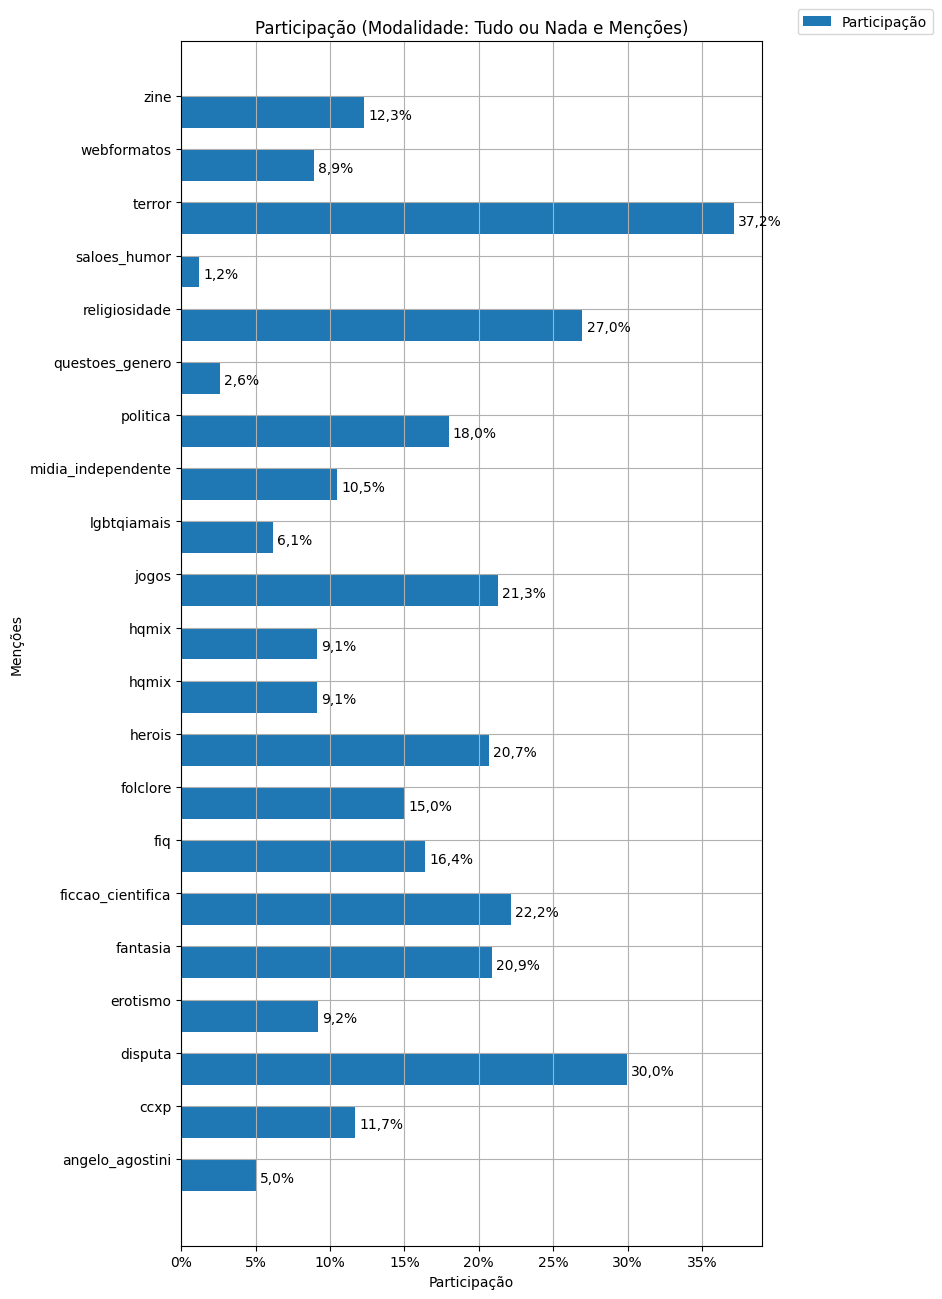 Participação (Modalidade: Tudo ou Nada e Menções)
Participação
zine 12,3%
webformatos 8,9%
terror 37,2%
saloes_humor 1,2%
religiosidade 27,0%
questoes_genero 2,6%
politica 18,0%
midia_independente 10,5%
lgbtqiamais 6,1%
jogos 21,3%
hqmix 9,1%
hqmix 9,1%
herois 20,7%
folclore 15,0%
fiq 16,4%
ficcao_cientifica 22,2%
fantasia 20,9%
erotismo 9,2%
disputa 30,0%
ccxp 11,7%
angelo_agostini 5,0%
Menções
0% 5% 10% 15% 20% 25% 30% 35%
Participação